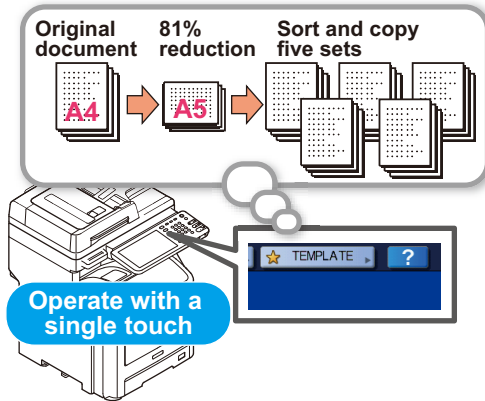 Original document
81% reduction
Sort and copy five sets
A4
A5
TEMPLATE
?
Operate with a
single touch